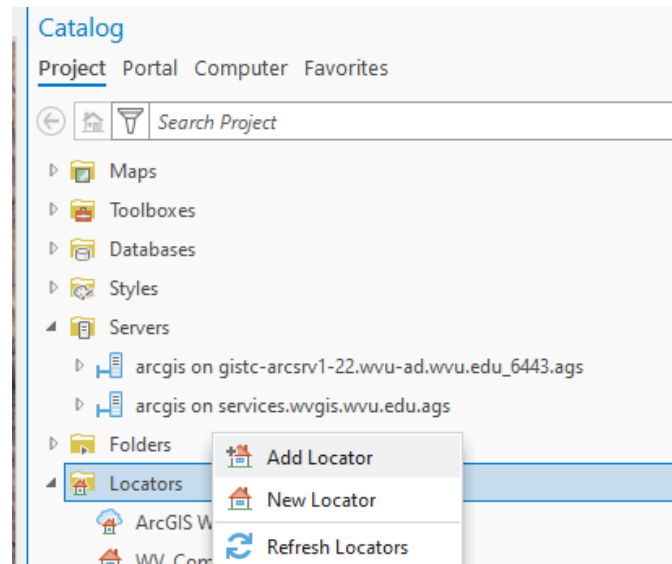 Catalog
Project Portal Computer Favorites
Search Project
Maps
Toolboxes
Databases
Styles
Servers
arcgis on gistc-arcsrv1-22.wvu-ad.wvu.edu_6443.ags
arcgis on services.wvgis.wvu.edu.ags
Folders
Add Locator
Locators
New Locator
ArcGIS W
Refresh Locators
WV_Com